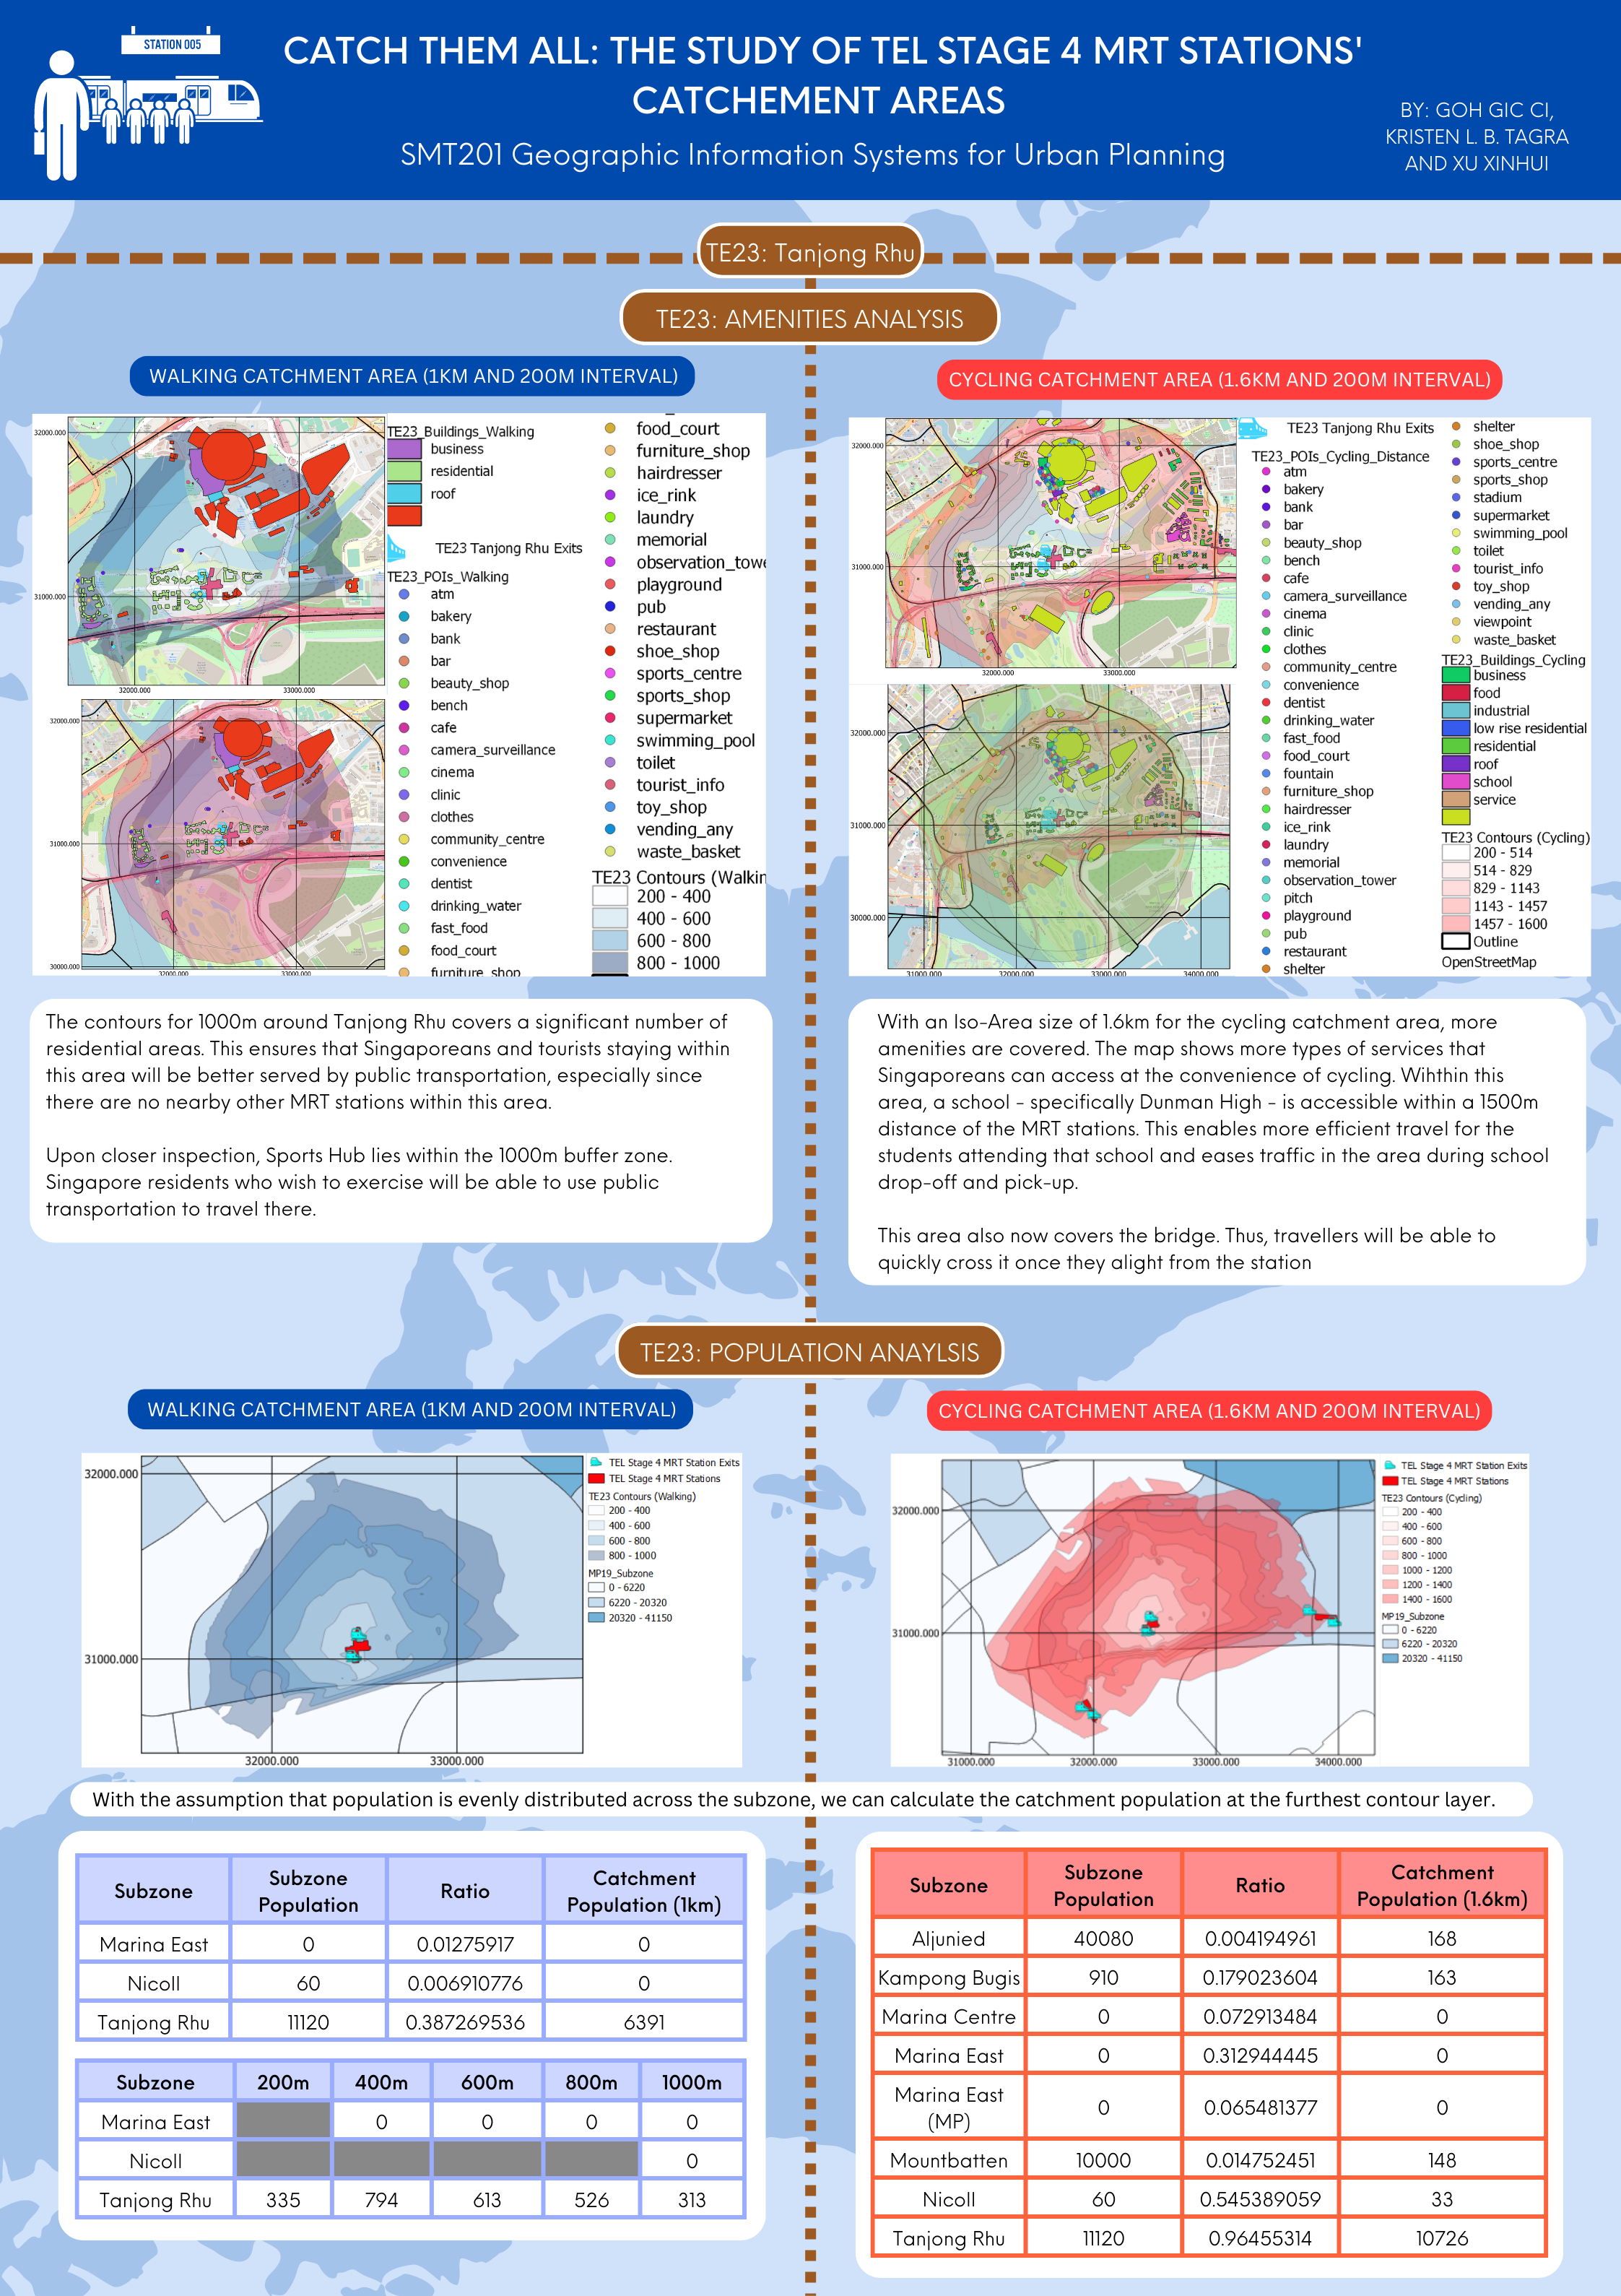 STATION 005
CATCH THEM ALL: THE STUDY OF TEL STAGE 4 MRT STATIONS'
CATCHEMENT AREAS
SMT201 Geographic Information Systems for Urban Planning
BY: GOH GIC CI,
KRISTEN L. B. TAGRA
AND XU XINHUI
TE23: Tanjong Rhu
TE23: AMENITIES ANALYSIS
WALKING CATCHMENT AREA (1KM AND 200M INTERVAL)
32000.000
31000.000
32000.000
33000.000
32000.000
31000.000
30000.000
32000.000
33000.000
TE23_Buildings_Walking
business
residential
roof
TE23 Tanjong Rhu Exits
TE23_POIs_Walking
atm
bakery
bank
bar
beauty_shop
bench
cafe
camera_surveillance
cinema
clinic
clothes
community_centre
convenience
dentist
drinking_water
fast_food
food_court
furniture_shop
food_court
furniture_shop
hairdresser
ice_rink
laundry
memorial
observation_towe
playground
pub
restaurant
shoe_shop
sports_centre
sports_shop
supermarket
swimming_pool
toilet
tourist_info
toy_shop
vending_any
waste_basket
TE23 Contours (Walkin
200 - 400
400 - 600
600 - 800
800 - 1000
The contours for 1000m around Tanjong Rhu covers a significant number of
residential areas. This ensures that Singaporeans and tourists staying within
this area will be better served by public transportation, especially since
there are no nearby other MRT stations within this area.
Upon closer inspection, Sports Hub lies within the 1000m buffer zone.
Singapore residents who wish to exercise will be able to use public
transportation to travel there.
CYCLING CATCHMENT AREA (1.6KM AND 200M INTERVAL)
32000.000
31000.000
32000.000
33000.000
32000.000
31000.000
30000.000
31000.000
32000.000
33000.000
34000.000
TE23 Tanjong Rhu Exits
TE23_POIs_Cycling_Distance
atm
bakery
bank
bar
beauty_shop
bench
cafe
camera_surveillance
cinema
clinic
clothes
community_centre
convenience
dentist
drinking_water
fast_food
food_court
fountain
furniture_shop
hairdresser
ice_rink
laundry
memorial
observation_tower
pitch
playground
pub
restaurant
shelter
shelter
shoe_shop
sports_centre
sports_shop
stadium
supermarket
swimming_pool
toilet
tourist_info
toy_shop
vending_any
viewpoint
waste_basket
TE23_Buildings_Cycling
business
food
industrial
low rise residential
residential
roof
school
service
TE23 Contours (Cycling)
200 - 514
514 - 829
829 - 1143
1143 - 1457
1457 - 1600
Outline
OpenStreetMap
With an Iso-Area size of 1.6km for the cycling catchment area, more
amenities are covered. The map shows more types of services that
Singaporeans can access at the convenience of cycling. Wihthin this
area, a school - specifically Dunman High - is accessible within a 1500m
distance of the MRT stations. This enables more efficient travel for the
students attending that school and eases traffic in the area during school
drop-off and pick-up.
This area also now covers the bridge. Thus, travellers will be able to
quickly cross it once they alight from the station
TE23: POPULATION ANAYLSIS
WALKING CATCHMENT AREA (1KM AND 200M INTERVAL)
32000.000
31000.000
32000.000
33000.000
TEL Stage 4 MRT Station Exits
TEL Stage 4 MRT Stations
TE23 Contours (Walking)
200 - 400
400 - 600
600 - 800
800 - 1000
MP19_Subzone
0 - 6220
6220 - 20320
20320 - 41150
CYCLING CATCHMENT AREA (1.6KM AND 200M INTERVAL)
32000.000
31000.000
31000.000
32000.000
33000.000
34000.000
TEL Stage 4 MRT Station Exits
TEL Stage 4 MRT Stations
TE23 Contours (Cycling)
200 - 400
400 - 600
600 - 800
800 - 1000
1000 - 1200
1200 - 1400
1400 - 1600
MP19_Subzone
0 - 6220
6220 - 20320
20320 - 41150
With the assumption that population is evenly distributed across the subzone, we can calculate the catchment population at the furthest contour layer.
Subzone Subzone Population Ratio Catchment Population (1km)
Marina East 0 0.01275917 0
Nicoll 60 0.006910776 0
Tanjong Rhu 11120 0.387269536 6391
Subzone 200m 400m 600m 800m 1000m
Marina East 0 0 0 0
Nicoll 0
Tanjong Rhu 335 794 613 526 313
Subzone Subzone Population Ratio Catchment Population (1.6km)
Aljunied 40080 0.004194961 168
Kampong Bugis 910 0.179023604 163
Marina Centre 0 0.072913484 0
Marina East 0 0.312944445 0
Marina East (MP) 0 0.065481377 0
Mountbatten 10000 0.014752451 148
Nicoll 60 0.545389059 33
Tanjong Rhu 11120 0.96455314 10726